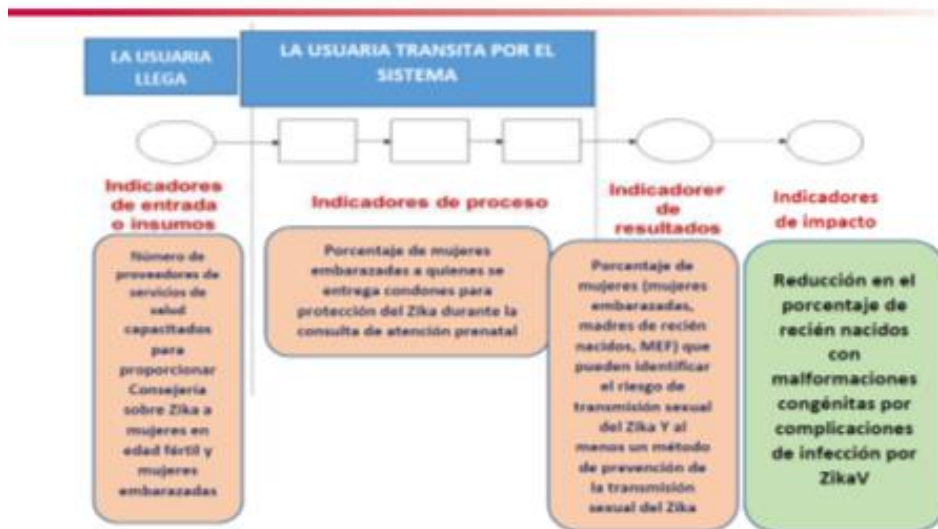 LA USUARIA
LLEGA
LA USUARIA TRANSITA POR EL
SISTEMA
Indicadores
de entrada
o insumos
Número de
proveedores de
servicios de
salud
capacitados
para
proporcionar
Consejería
sobre Zika a
mujeres en
edad fértil y
mujeres
embarazadas
Indicadores de proceso
Porcentaje de mujeres
embarazadas a quienes se
entrega condones para
protección del Zika durante la
consulta de atención prenatal
Indicadorer
de
resultados
Porcentaje de
mujeres (mujeres
embarazadas,
madres de recién
nacidos, MEF) que
pueden identificar
el riesgo de
transmisión sexual
del Zika Y al
menos un método
de prevención de
la transmisión
sexual del Zika
Indicadores
de impacto
Reducción en el
porcentaje de
recién nacidos
con
malformaciones
congénitas por
complicaciones
de infección por
ZikaV